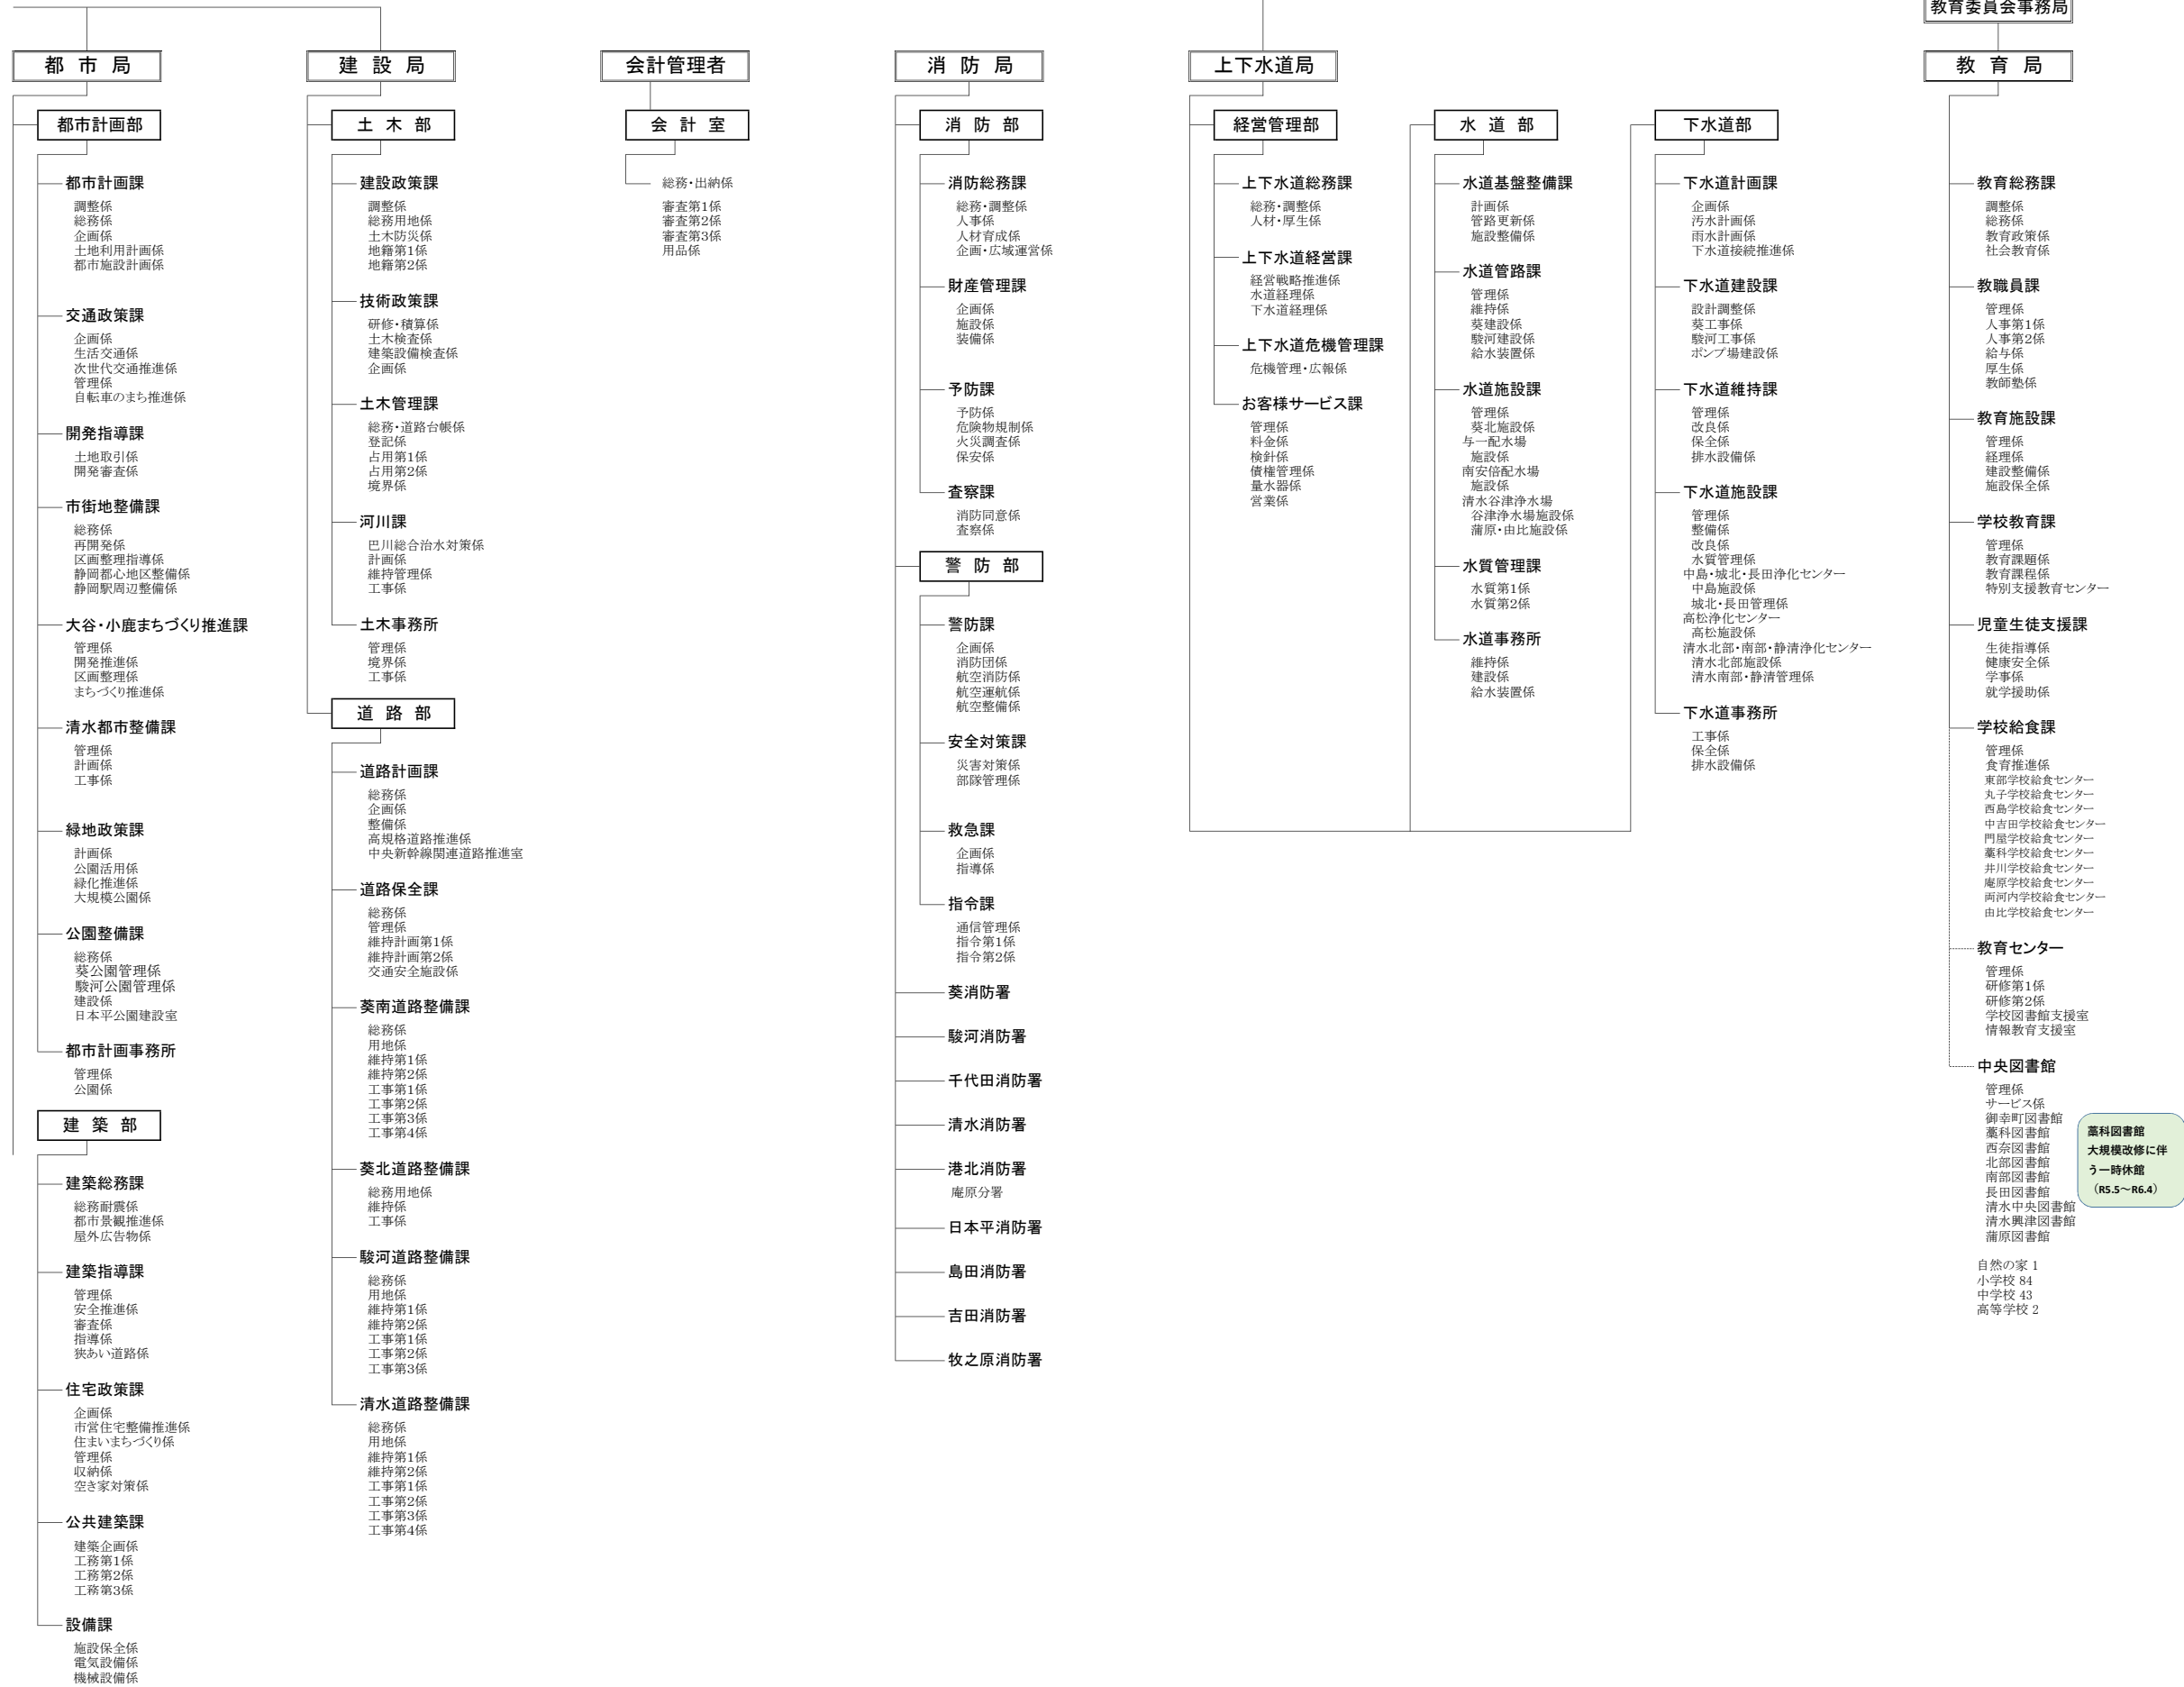 教育委員会事務局
都 市 局
都市計画部
都市計画課
調整係
総務係
企画係
土地利用計画係
都市施設計画係
交通政策課
企画係
生活交通係
次世代交通推進係
管理係
自転車のまち推進係
開発指導課
土地取引係
開発審査係
市街地整備課
総務係
再開発係
区画整理指導係
静岡都心地区整備係
静岡駅周辺整備係
大谷・小鹿まちづくり推進課
管理係
開発推進係
区画整理係
まちづくり推進係
清水都市整備課
管理係
計画係
工事係
緑地政策課
計画係
公園活用係
緑化推進係
大規模公園係
公園整備課
総務係
葵公園管理係
駿河公園管理係
建設係
日本平公園建設室
都市計画事務所
管理係
公園係
建 築 部
建築総務課
総務耐震係
都市景観推進係
屋外広告物係
建築指導課
管理係
安全推進係
審査係
指導係
狭あい道路係
住宅政策課
企画係
市営住宅整備推進係
住まいまちづくり係
管理係
収納係
空き家対策係
公共建築課
建築企画係
工務第1係
工務第2係
工務第3係
設備課
施設保全係
電気設備係
機械設備係
建 設 局
土 木 部
建設政策課
調整係
総務用地係
土木防災係
地籍第1係
地籍第2係
技術政策課
研修・積算係
土木検査係
建築設備検査係
企画係
土木管理課
総務・道路台帳係
登記係
占用第1係
占用第2係
境界係
河川課
巴川総合治水対策係
計画係
維持管理係
工事係
土木事務所
管理係
境界係
工事係
道 路 部
道路計画課
総務係
企画係
整備係
高規格道路推進係
中央新幹線関連道路推進室
道路保全課
総務係
管理係
維持計画第1係
維持計画第2係
交通安全施設係
葵南道路整備課
総務係
用地係
維持第1係
維持第2係
工事第1係
工事第2係
工事第3係
工事第4係
葵北道路整備課
総務用地係
維持係
工事係
駿河道路整備課
総務係
用地係
維持第1係
維持第2係
工事第1係
工事第2係
工事第3係
清水道路整備課
総務係
用地係
維持第1係
維持第2係
工事第1係
工事第2係
工事第3係
工事第4係
会計管理者
会 計 室
総務・出納係
審査第1係
審査第2係
審査第3係
用品係
消 防 局
消 防 部
消防総務課
総務・調整係
人事係
人材育成係
企画・広域運営係
財産管理課
企画係
施設係
装備係
予防課
予防係
危険物規制係
火災調査係
保安係
査察課
消防同意係
査察係
警 防 部
警防課
企画係
消防団係
航空消防係
航空運航係
航空整備係
安全対策課
災害対策係
部隊管理係
救急課
企画係
指導係
指令課
通信管理係
指令第1係
指令第2係
葵消防署
駿河消防署
千代田消防署
清水消防署
港北消防署
庵原分署
日本平消防署
島田消防署
吉田消防署
牧之原消防署
上下水道局
経営管理部
上下水道総務課
総務・調整係
人材・厚生係
上下水道経営課
経営戦略推進係
水道経理係
下水道経理係
上下水道危機管理課
危機管理・広報係
お客様サービス課
管理係
料金係
検針係
債権管理係
量水器係
営業係
水 道 部
水道基盤整備課
計画係
管路更新係
施設整備係
水道管路課
管理係
維持係
葵建設係
駿河建設係
給水装置係
水道施設課
管理係
葵北施設係
与一配水場
施設係
南安倍配水場
施設係
清水谷津浄水場
谷津浄水場施設係
蒲原・由比施設係
水質管理課
水質第1係
水質第2係
水道事務所
維持係
建設係
給水装置係
下水道部
下水道計画課
企画係
汚水計画係
雨水計画係
下水道接続推進係
下水道建設課
設計調整係
葵工事係
駿河工事係
ポンプ場建設係
下水道維持課
管理係
改良係
保全係
排水設備係
下水道施設課
管理係
整備係
改良係
水質管理係
中島・城北・長田浄化センター
中島施設係
城北・長田管理係
高松浄化センター
高松施設係
清水北部・南部・静清浄化センター
清水北部施設係
清水南部・静清管理係
下水道事務所
工事係
保全係
排水設備係
教 育 局
教育総務課
調整係
総務係
教育政策係
社会教育係
教職員課
管理係
人事第1係
人事第2係
給与係
厚生係
教師塾係
教育施設課
管理係
経理係
建設整備係
施設保全係
学校教育課
管理係
教育課題係
教育課程係
特別支援教育センター
児童生徒支援課
生徒指導係
健康安全係
学事係
就学援助係
学校給食課
管理係
食育推進係
東部学校給食センター
丸子学校給食センター
西島学校給食センター
中吉田学校給食センター
門屋学校給食センター
藁科学校給食センター
井川学校給食センター
庵原学校給食センター
両河内学校給食センター
由比学校給食センター
教育センター
管理係
研修第1係
研修第2係
学校図書館支援室
情報教育支援室
中央図書館
管理係
サービス係
御幸町図書館
藁科図書館
西奈図書館
北部図書館
南部図書館
長田図書館
清水中央図書館
清水興津図書館
蒲原図書館
自然の家 1
小学校 84
中学校 43
高等学校 2
藁科図書館
大規模改修に伴
う一時休館
（R5.5～R6.4）